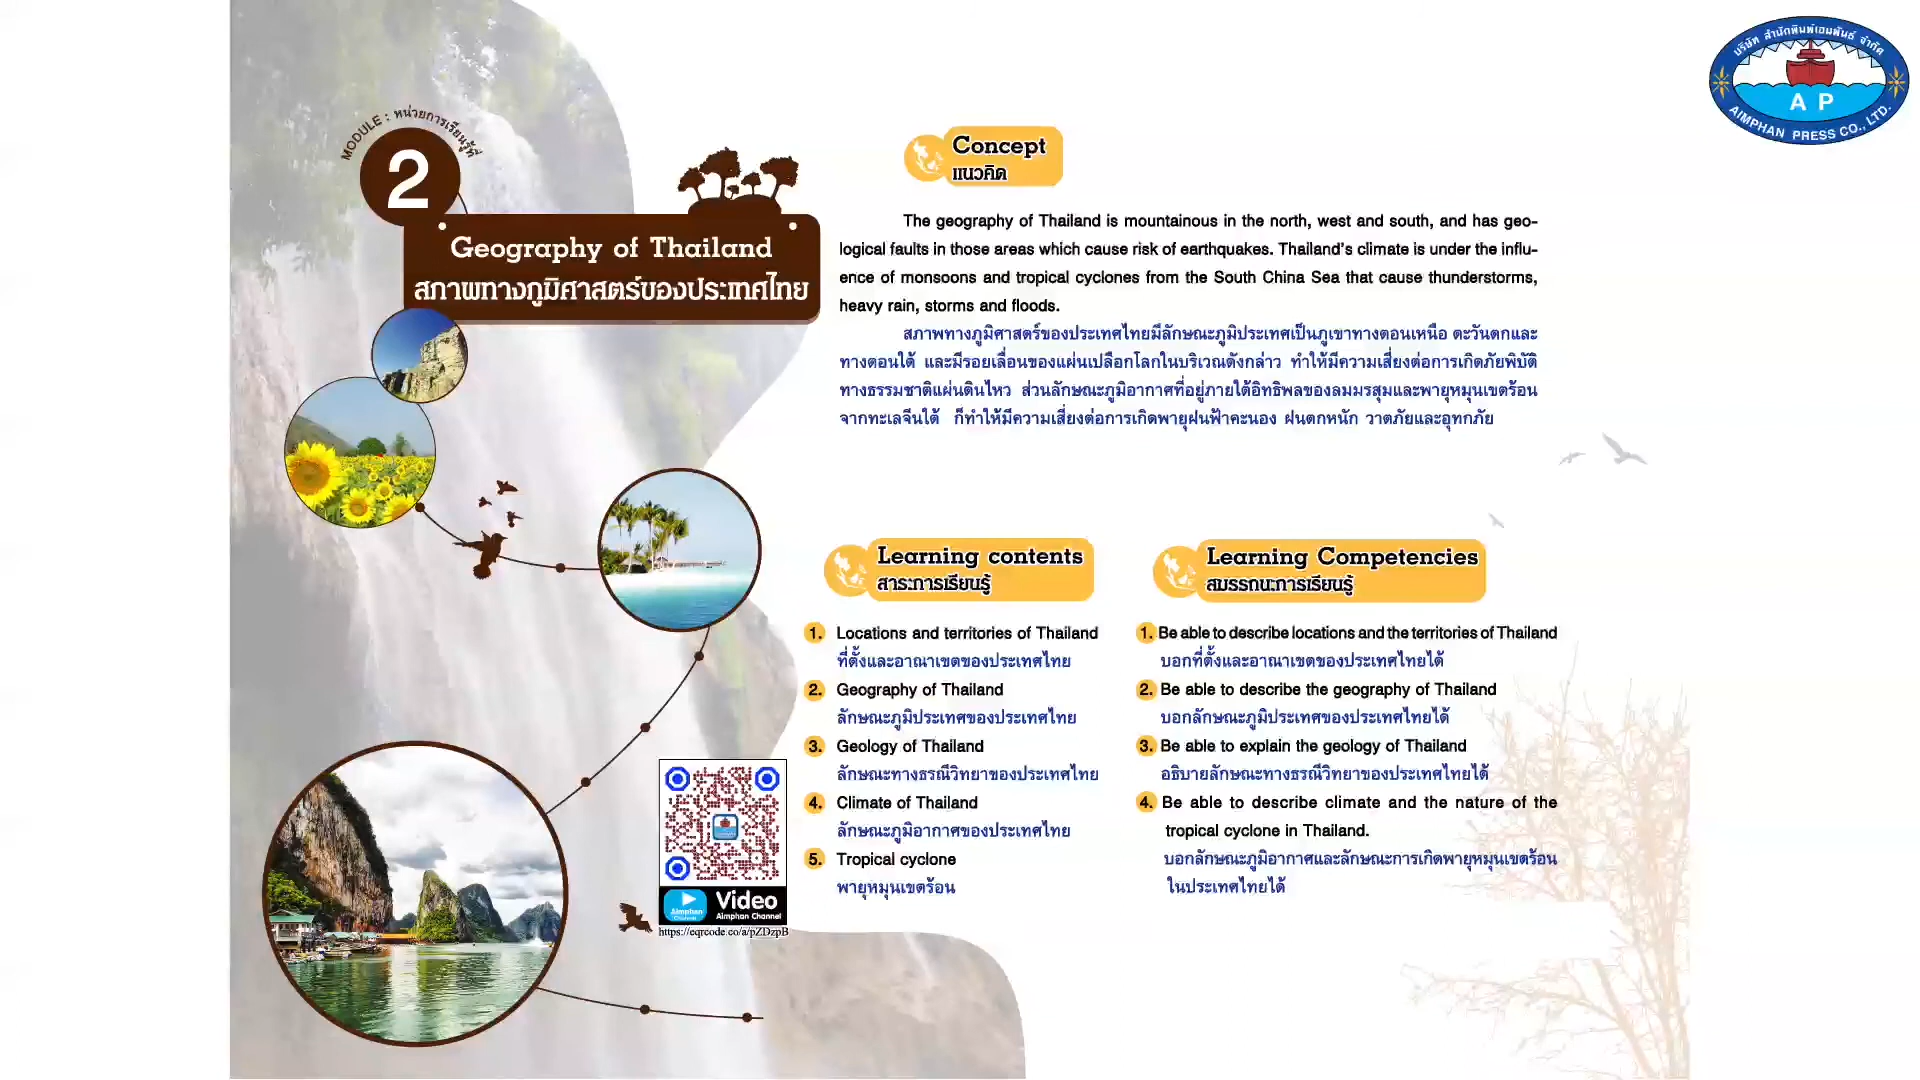 MODULE : หน่วยการเรียนรู้ที่
2
Geography of Thailand
สภาพทางภูมิศาสตร์ของประเทศไทย
บริษัท สำนักพิมพ์เอมพันธ์ จำกัด
A P
AIMPHAN PRESS CO., LTD.
Concept
แนวคิด
The geography of Thailand is mountainous in the north, west and south, and has geo-
logical faults in those areas which cause risk of earthquakes. Thailand's climate is under the influ-
ence of monsoons and tropical cyclones from the South China Sea that cause thunderstorms,
heavy rain, storms and floods.
สภาพทางภูมิศาสตร์ของประเทศไทยมีลักษณะภูมิประเทศเป็นภูเขาทางตอนเหนือ ตะวันตกและ
ทางตอนใต้ และมีรอยเลื่อนของแผ่นเปลือกโลกในบริเวณดังกล่าว ทำให้มีความเสี่ยงต่อการเกิดภัยพิบัติ
ทางธรรมชาติแผ่นดินไหว ส่วนลักษณะภูมิอากาศที่อยู่ภายใต้อิทธิพลของลมมรสุมและพายุหมุนเขตร้อน
จากทะเลจีนใต้ ก็ทำให้มีความเสี่ยงต่อการเกิดพายุฝนฟ้าคะนอง ฝนตกหนัก วาตภัยและอุทกภัย
Learning contents
สาระการเรียนรู้
1. Locations and territories of Thailand
ที่ตั้งและอาณาเขตของประเทศไทย
2. Geography of Thailand
ลักษณะภูมิประเทศของประเทศไทย
3. Geology of Thailand
ลักษณะทางธรณีวิทยาของประเทศไทย
4. Climate of Thailand
ลักษณะภูมิอากาศของประเทศไทย
5. Tropical cyclone
พายุหมุนเขตร้อน
Learning Competencies
สมรรถนะการเรียนรู้
1. Be able to describe locations and the territories of Thailand
บอกที่ตั้งและอาณาเขตของประเทศไทยได้
2. Be able to describe the geography of Thailand
บอกลักษณะภูมิประเทศของประเทศไทยได้
3. Be able to explain the geology of Thailand
อธิบายลักษณะทางธรณีวิทยาของประเทศไทยได้
4. Be able to describe climate and the nature of the
tropical cyclone in Thailand.
บอกลักษณะภูมิอากาศและลักษณะการเกิดพายุหมุนเขตร้อน
ในประเทศไทยได้
Video
Aimphan Channel
Aimphan
https://eqrcode.co/a/pZDzpB